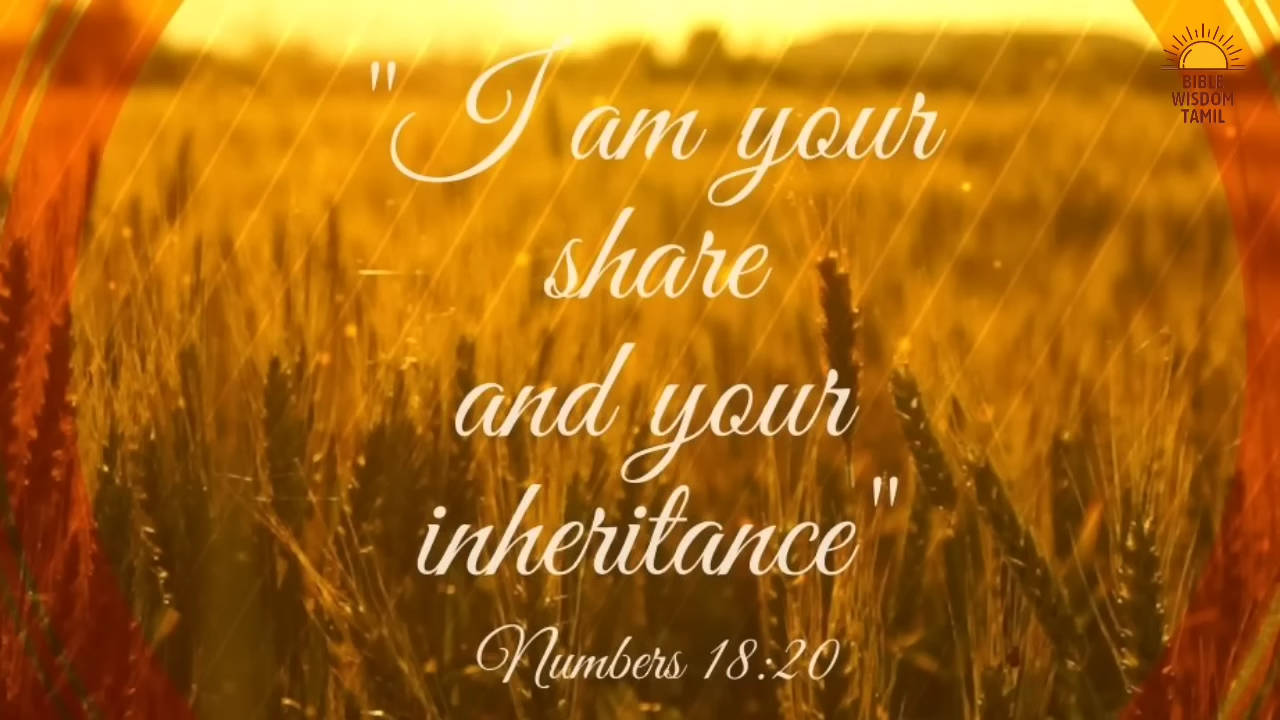 "I am your
share
and your
inheritance"
Numbers 18:20
BIBLE
WISDOM
TAMIL